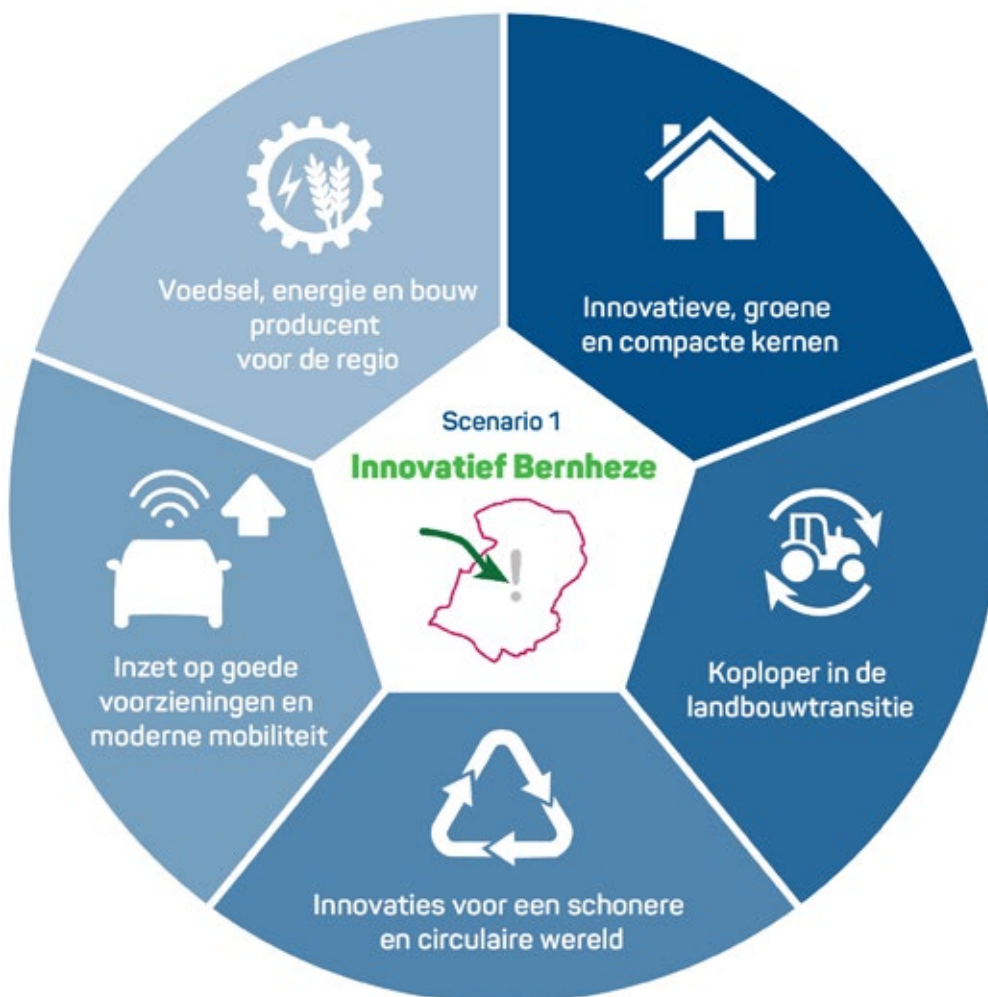 Voedsel, energie en bouw
producent
voor de regio
Innovatieve, groene
en compacte kernen
Scenario 1
Innovatief Bernheze
!
Inzet op goede
voorzieningen en
moderne mobiliteit
Koploper in de
landbouwtransitie
Innovaties voor een schonere
en circulaire wereld